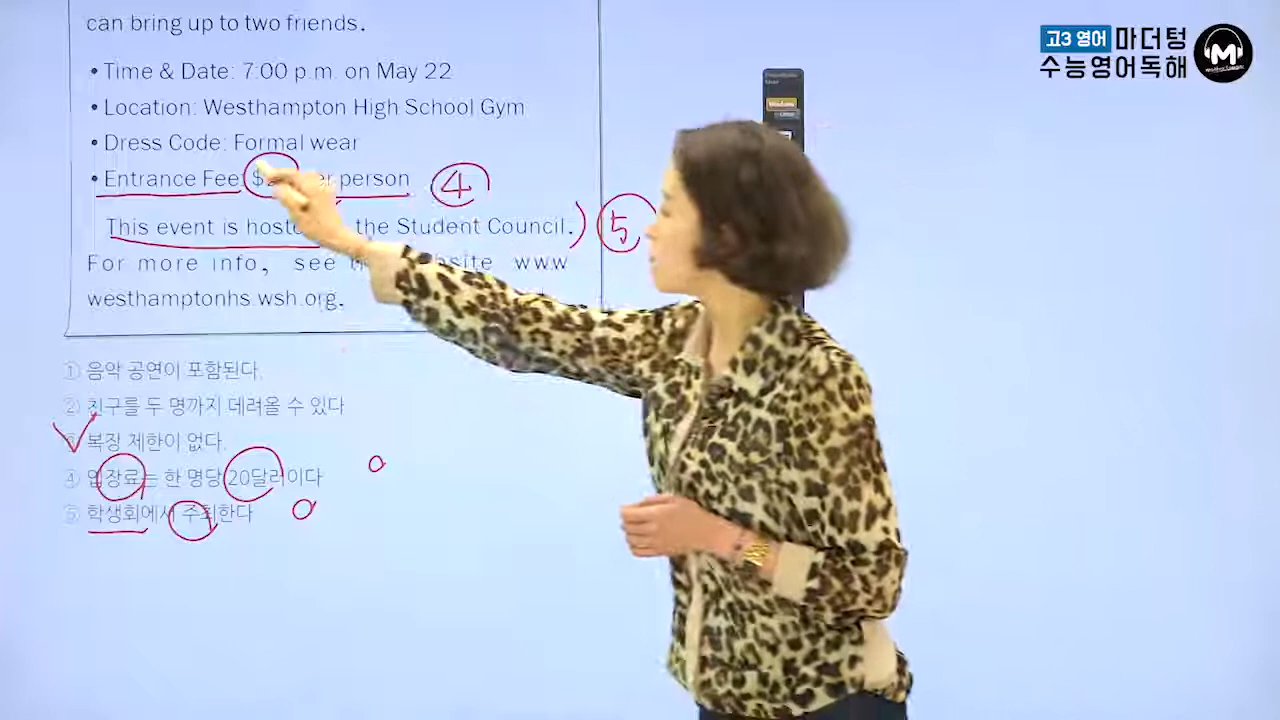 can bring up to two friends.
• Time & Date: 7:00 p.m. on May 22
• Location: Westhampton High School Gym
• Dress Code: Formal wear
• Entrance Fee person ④
This event is the Student Council.) ⑤
For more info, see www
westhamptonhs.wsh.org.
① 음악 공연이 포함된다.
② 친구를 두 명까지 데려올 수 있다
복장 제한이 없다.
④ 입장료는 한 명당 20달러이다
⑤ 학생회에서 주최한다
고3 영어 마더텅
수능영어독해
M